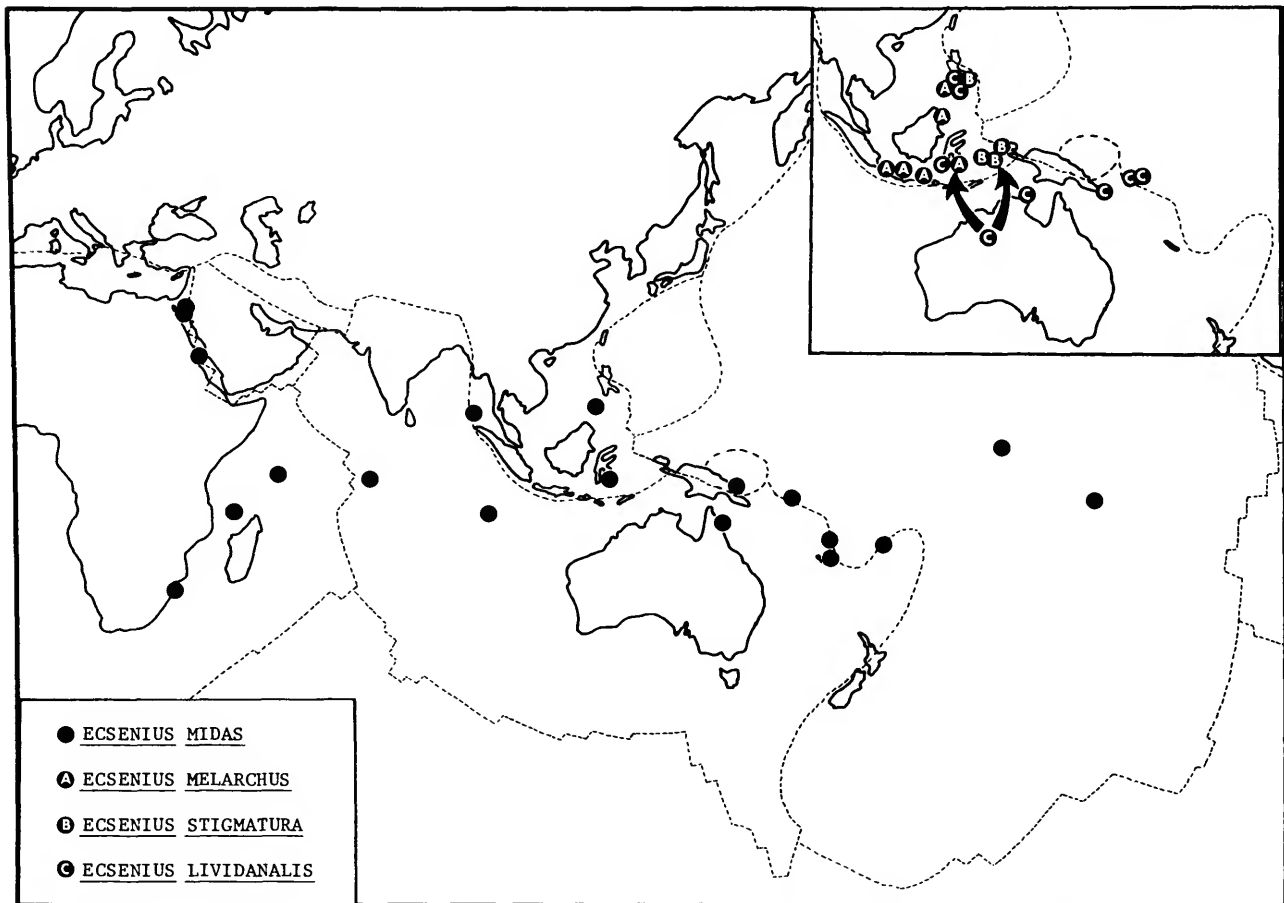 C B
A C
A
B?
B B
A A A C A
C C
C C
C
ECSENIUS MIDAS
A ECSENIUS MELARCHUS
B ECSENIUS STIGMATURA
C ECSENIUS LIVIDANALIS